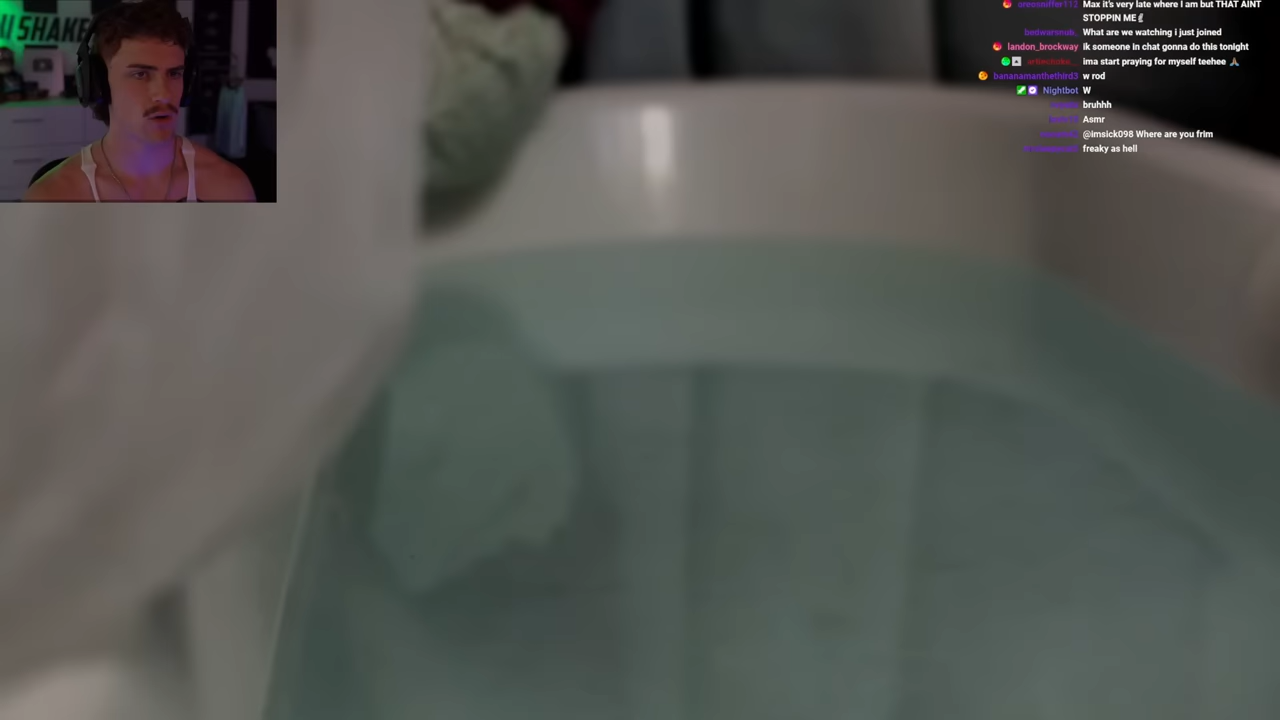 SHAKE
Max it's very late where I am but THAT AINT
STOPPIN ME✌
What are we watching i just joined
landon_brockway ik someone in chat gonna do this tonight
ima start praying for myself teehee 🙏🏽
bananamanthethird3 w rod
Nightbot W
bruhhh
Asmr
@imsick098 Where are you frlm
freaky as hell